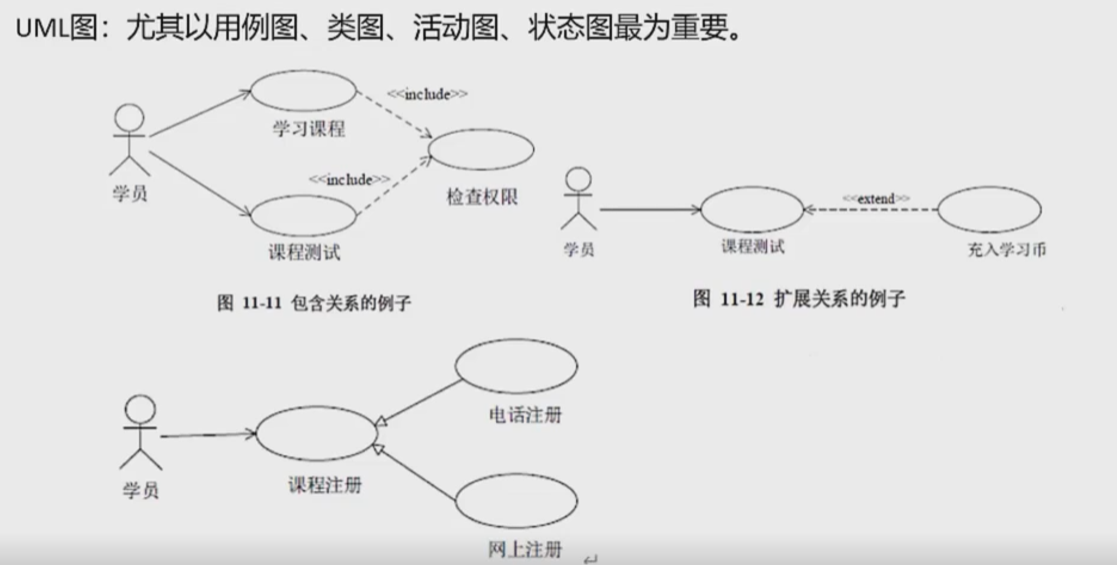 UML图：尤其以用例图、类图、活动图、状态图最为重要。
<<include>>
学习课程
学员
<<include>>
检查权限
课程测试
图 11-11 包含关系的例子
<<extend>>
学员
课程测试
充入学习币
图 11-12 扩展关系的例子
电话注册
学员
课程注册
网上注册